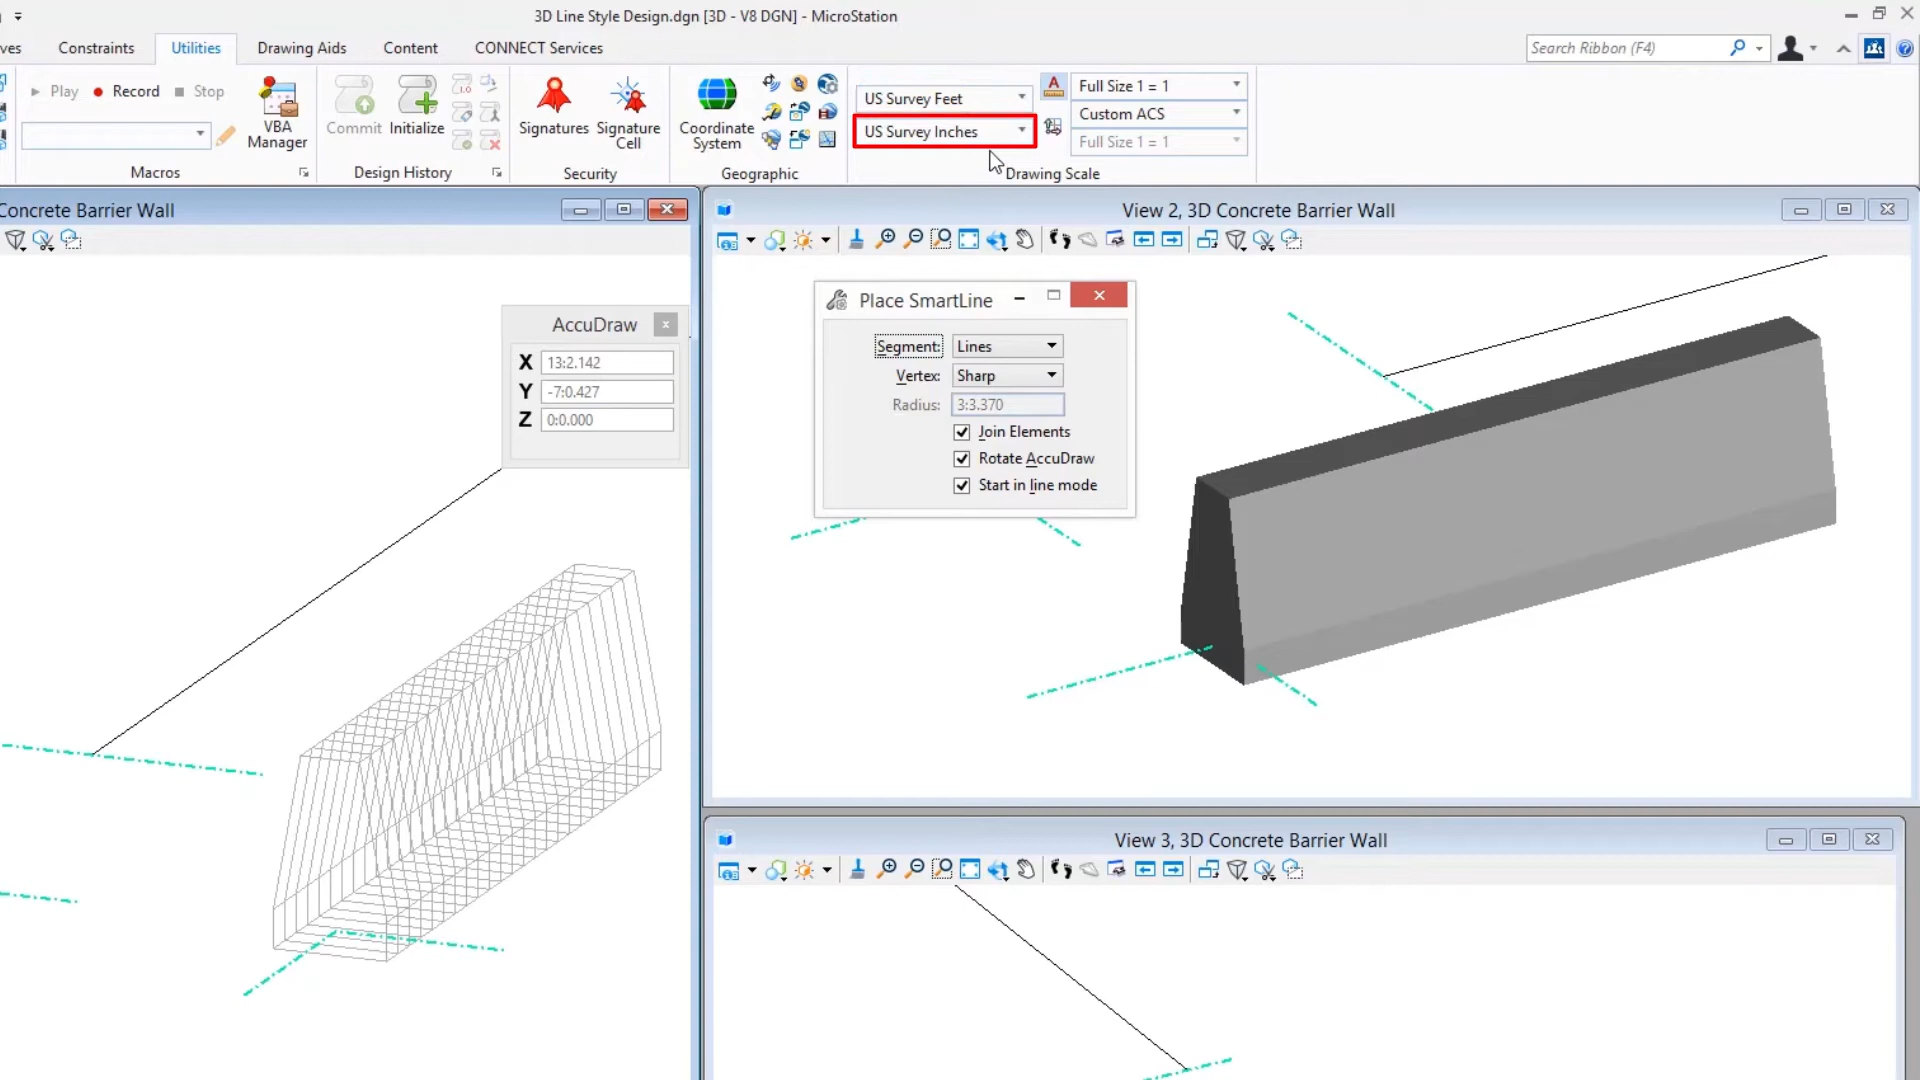 3D Line Style Design.dgn [3D - V8 DGN] - MicroStation
ves Constraints Utilities Drawing Aids Content CONNECT Services Search Ribbon (F4)
Play Record Stop
VBA Manager
Macros
Commit Initialize
Design History
Signatures Signature Cell
Security
Coordinate System
Geographic
US Survey Feet
US Survey Inches
Full Size 1 = 1
Custom ACS
Full Size 1 = 1
Drawing Scale
Concrete Barrier Wall
View 2, 3D Concrete Barrier Wall
AccuDraw
X 13:2.142
Y -7:0.427
Z 0:0.000
Place SmartLine
Segment: Lines
Vertex: Sharp
Radius: 3:3.370
Join Elements
Rotate AccuDraw
Start in line mode
View 3, 3D Concrete Barrier Wall